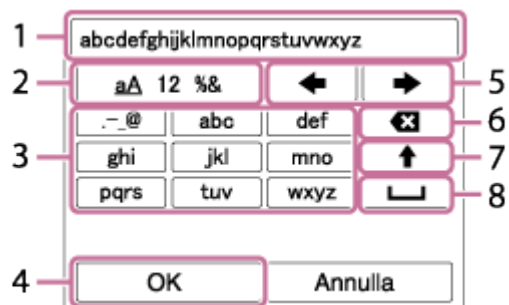 1 abcdefghijklmnopqrstuvwxyz
2 aA 12 %& 5
.-_@ abc def 6
3 ghi jkl mno 7
pqrs tuv wxyz 8
4 OK Annulla